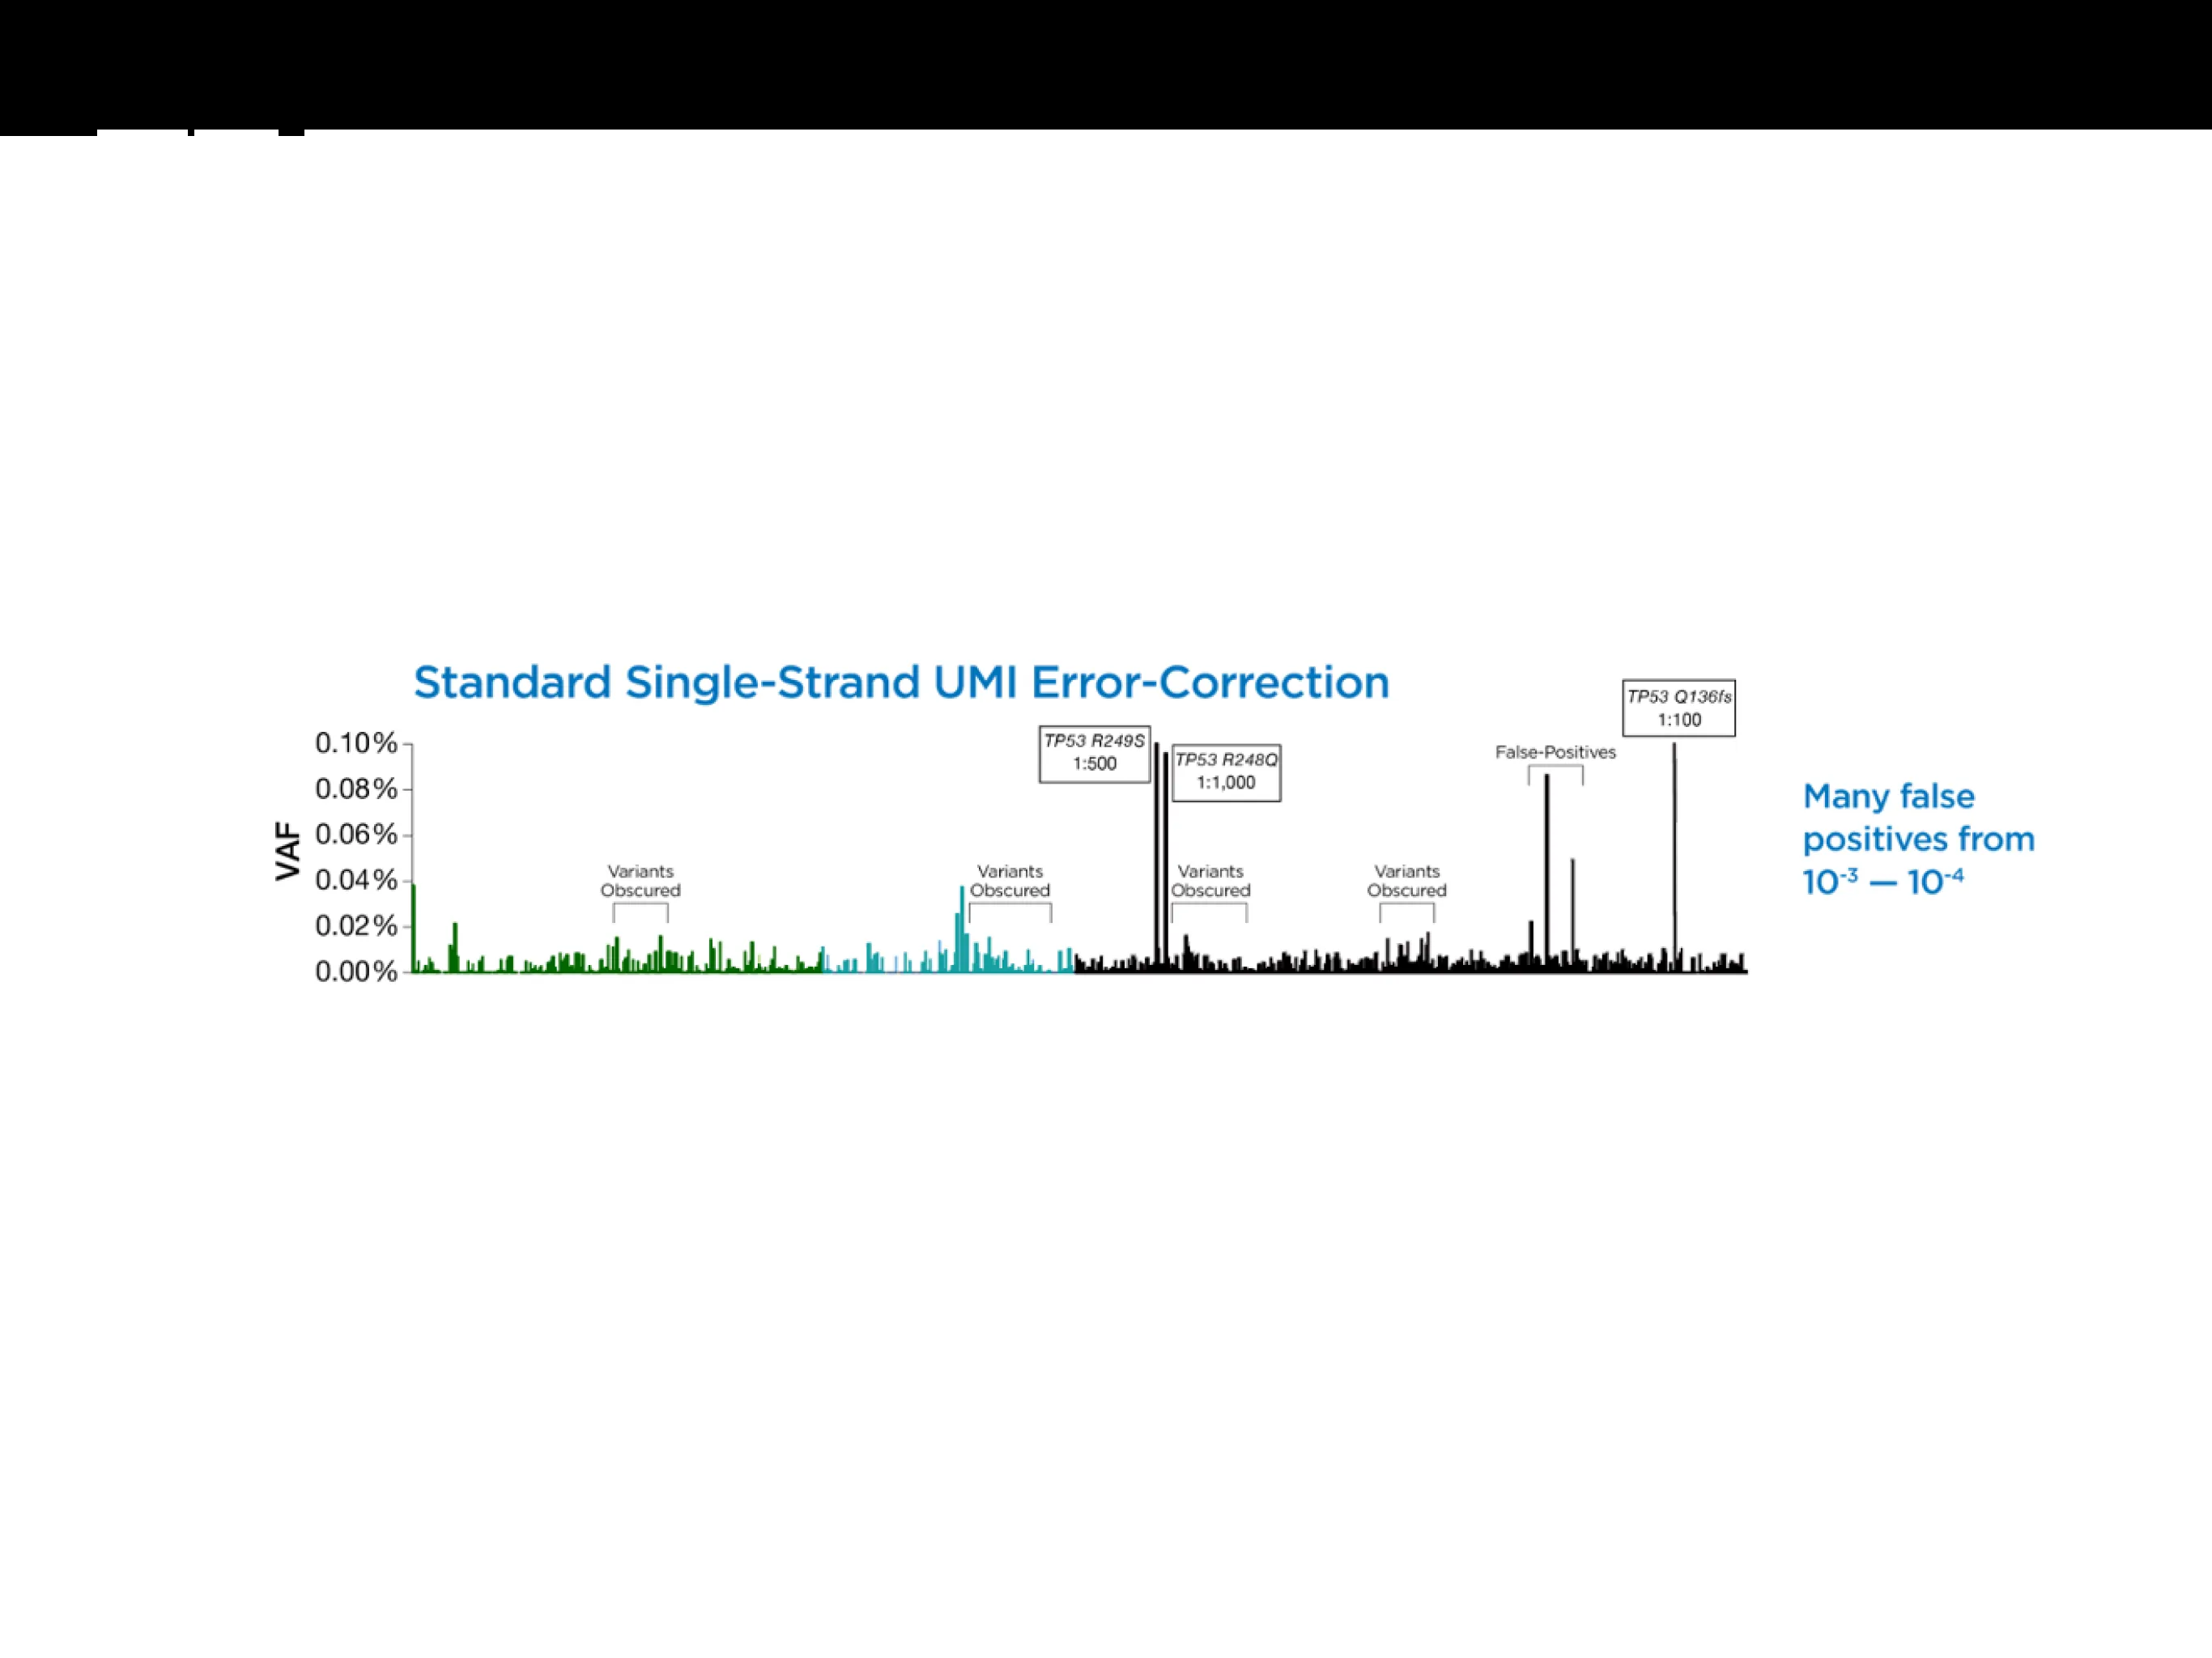 Standard Single-Strand UMI Error-Correction
TP53 Q136fs
1:100
TP53 R249S
1:500
TP53 R248Q
1:1,000
False-Positives
VAF
0.10%
0.08%
0.06%
0.04%
0.02%
0.00%
Variants
Obscured
Variants
Obscured
Variants
Obscured
Variants
Obscured
Many false
positives from
10⁻³ — 10⁻⁴